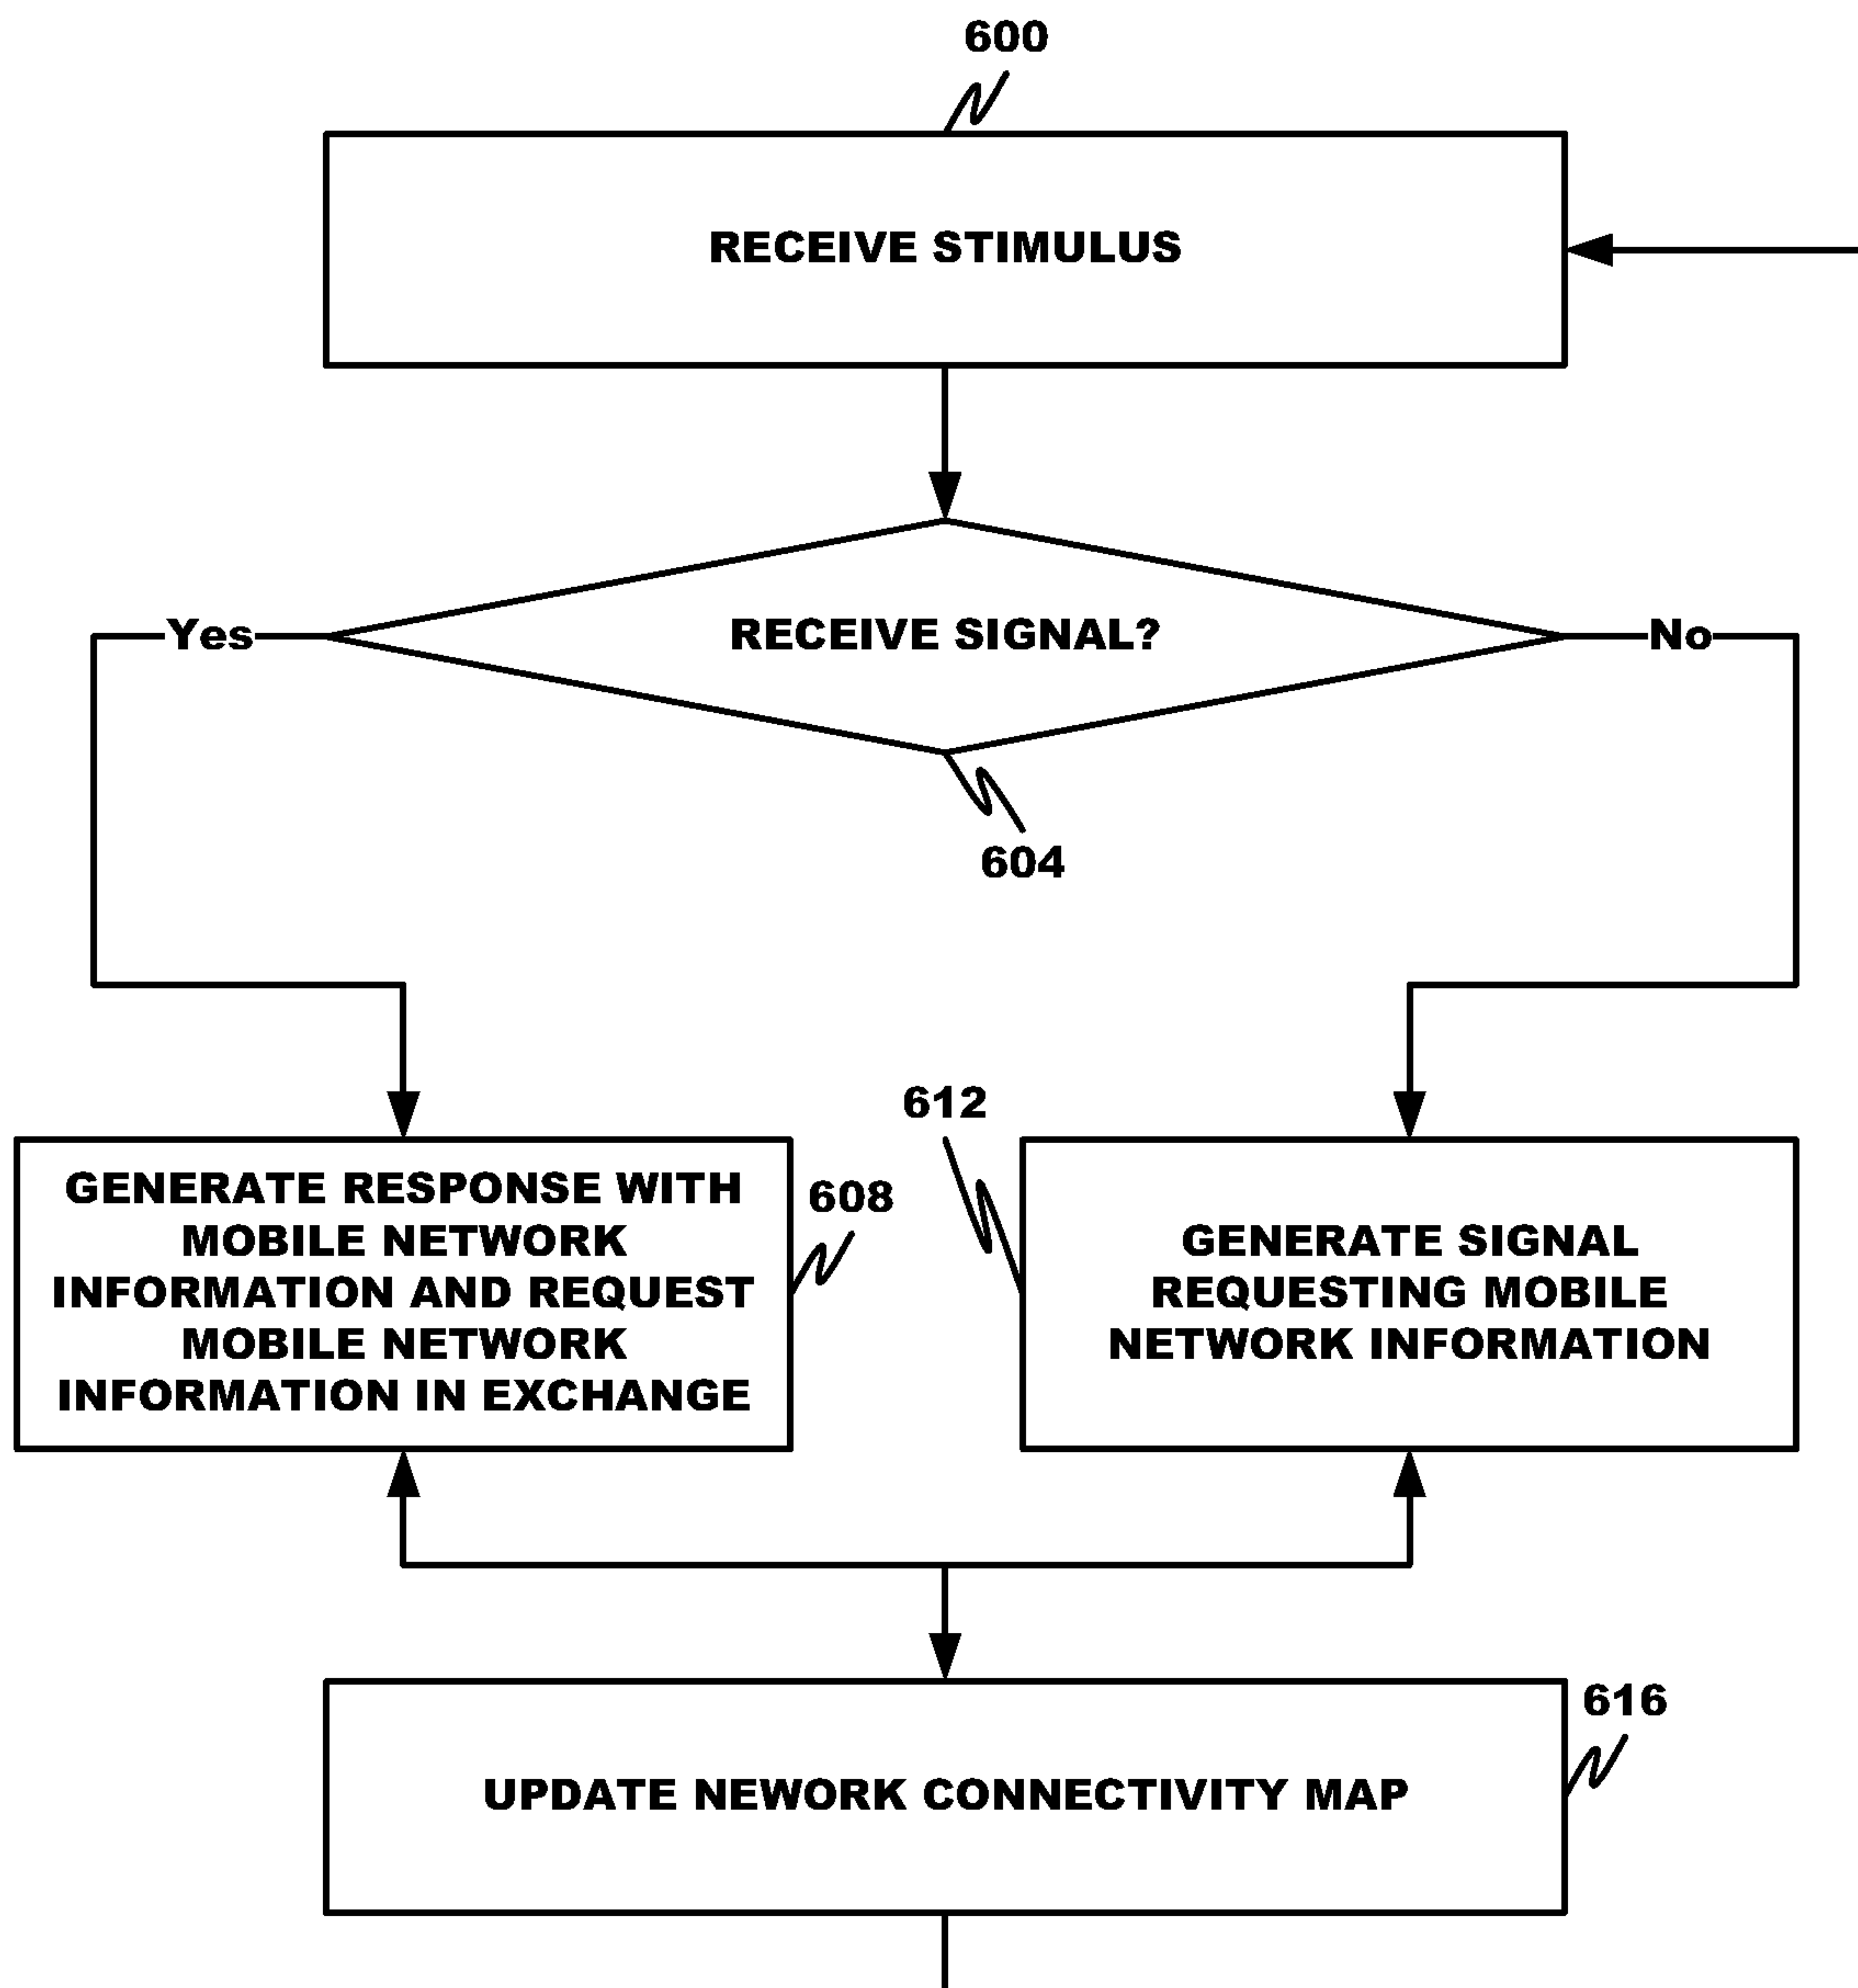 600
RECEIVE STIMULUS
Yes
RECEIVE SIGNAL?
No
604
612
GENERATE RESPONSE WITH
MOBILE NETWORK
INFORMATION AND REQUEST
MOBILE NETWORK
INFORMATION IN EXCHANGE
608
GENERATE SIGNAL
REQUESTING MOBILE
NETWORK INFORMATION
616
UPDATE NEWORK CONNECTIVITY MAP